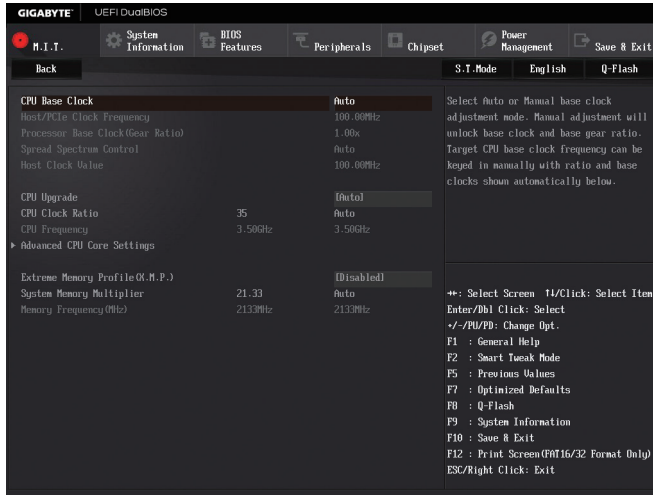 GIGABYTE™ UEFI DualBIOS
M.I.T. System Information BIOS Features Peripherals Chipset Power Management Save & Exit
Back S.T.Mode English Q-Flash
CPU Base Clock Auto
Host/PCIe Clock Frequency 100.00MHz
Processor Base Clock(Gear Ratio) 1.00x
Spread Spectrum Control Auto
Host Clock Value 100.00MHz
CPU Upgrade [Auto]
CPU Clock Ratio 35 Auto
CPU Frequency 3.50GHz 3.50GHz
Advanced CPU Core Settings
Extreme Memory Profile(X.M.P.) [Disabled]
System Memory Multiplier 21.33 Auto
Memory Frequency(MHz) 2133MHz 2133MHz
Select Auto or Manual base clock
adjustment mode. Manual adjustment will
unlock base clock and base gear ratio.
Target CPU base clock frequency can be
keyed in manually with ratio and base
clocks shown automatically below.
→←: Select Screen ↑↓/Click: Select Item
Enter/Dbl Click: Select
+/-/PU/PD: Change Opt.
F1 : General Help
F2 : Smart Tweak Mode
F5 : Previous Values
F7 : Optimized Defaults
F8 : Q-Flash
F9 : System Information
F10 : Save & Exit
F12 : Print Screen(FAT16/32 Format Only)
ESC/Right Click: Exit